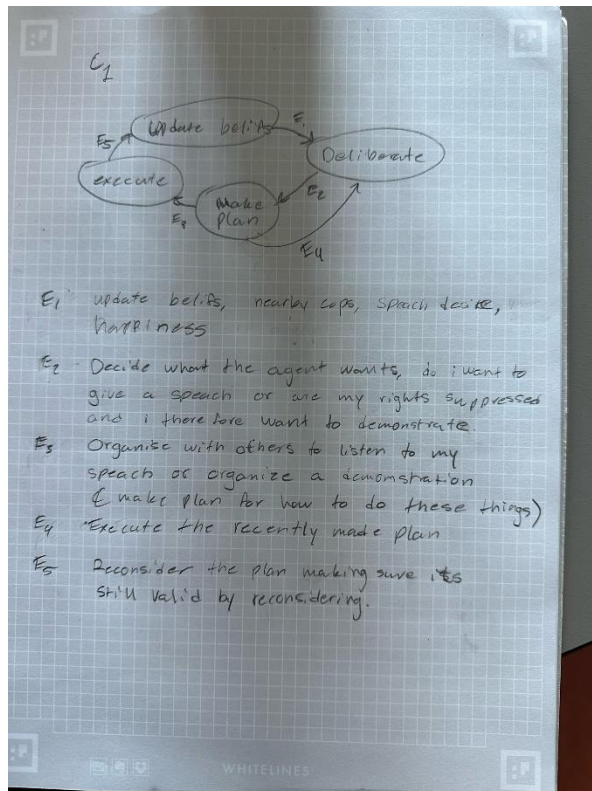 C1
update belifs
E1
Deliberate
E5
execute
Make
plan
E2
E3
E4
E1 update belifs, nearby cops, speach desire,
happiness
E2 Decide what the agent wants, do i want to
give a speach or are my rights suppressed
and i therefore want to demonstrate.
E3 Organise with others to listen to my
speach or organize a demomstration
(make plan for how to do these things)
E4 Execute the recently made plan
E5 Reconsider the plan making sure its
still valid by reconsidering.
WHITELINES